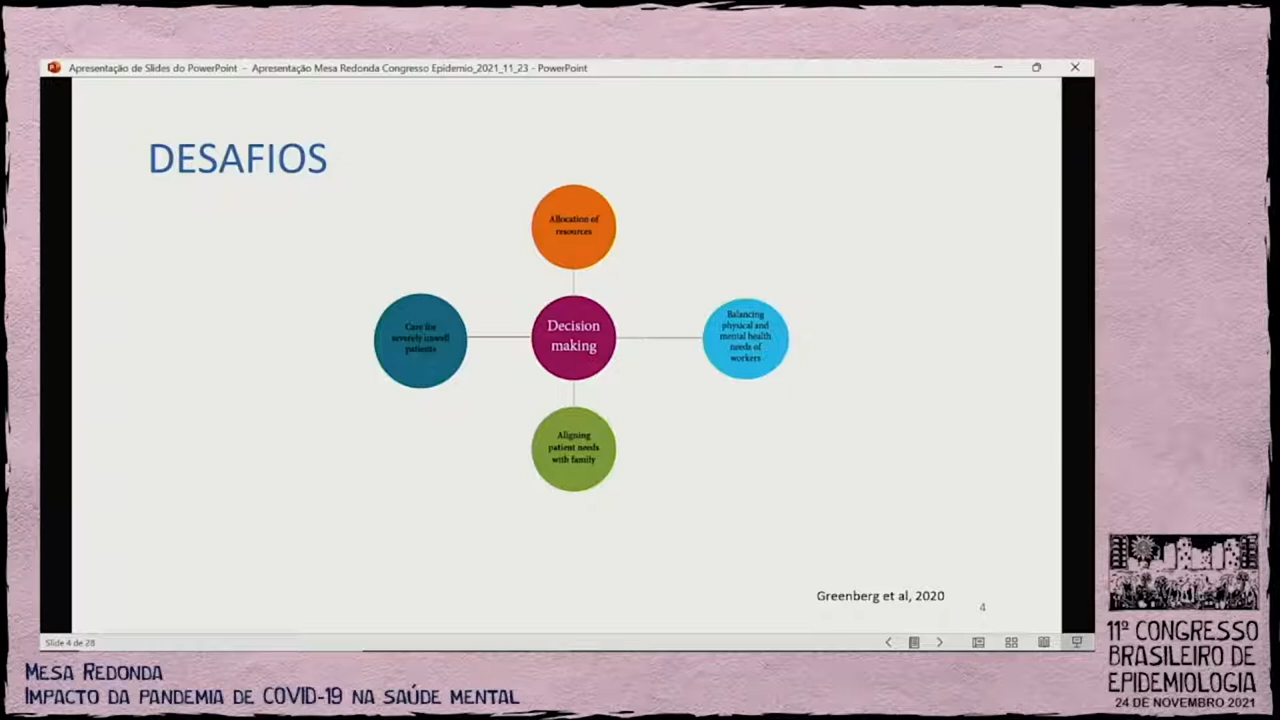 Apresentação de Slides do PowerPoint - Apresentação Mesa Redonda Congresso Epidemio_2021_11_23 - PowerPoint
DESAFIOS
Allocation of
resources
Care for
severely unwell
patients
Decision
making
Balancing
physical and
mental health
needs of
workers
Aligning
patient needs
with family
Greenberg et al, 2020
4
Slide 4 de 28
MESA REDONDA
IMPACTO DA PANDEMIA DE COVID-19 NA SAÚDE MENTAL
11º CONGRESSO
BRASILEIRO DE
EPIDEMIOLOGIA
24 DE NOVEMBRO 2021